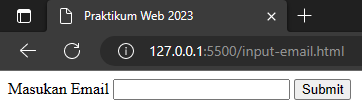 Praktikum Web 2023
127.0.0.1:5500/input-email.html
Masukan Email Submit